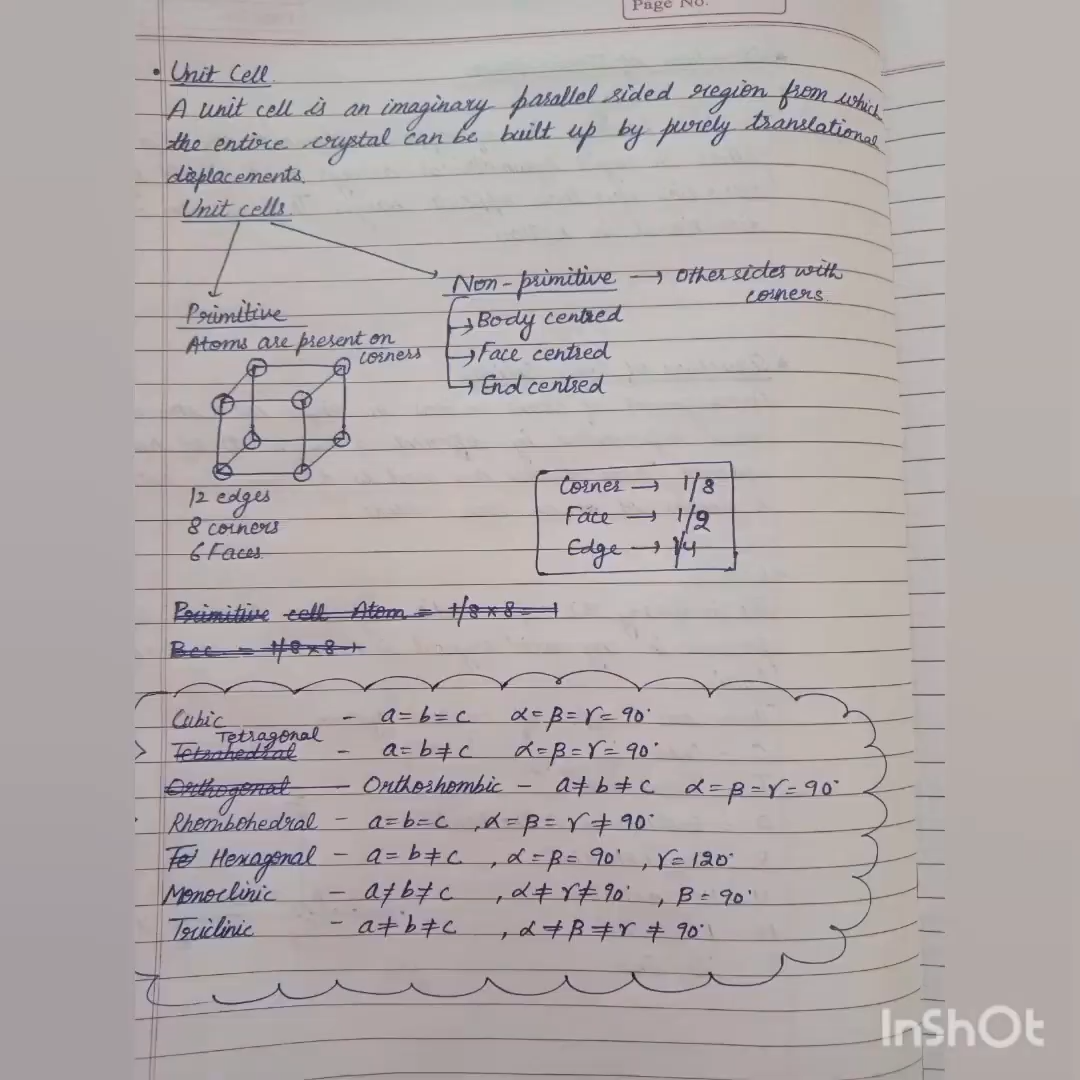 Page No.
• Unit Cell
A unit cell is an imaginary parallel sided region from which
the entire crystal can be built up by purely translational
displacements.
Unit cells.
Non-primitive → Other sides with
corners.
Primitive
Atoms are present on
corners
→ Body centred
→ Face centred
→ End centred
12 edges
8 corners
6 Faces.
Corner → 1/8
Face → 1/2
Edge → 1/4
Primitive cell Atom = 1/8 × 8 = 1
Bcc = 1/8 × 8 +
Cubic - a = b = c α = β = γ = 90°
Tetragonal
Tetrahedral - a = b ≠ c α = β = γ = 90°
Orthogonal — Orthorhombic - a ≠ b ≠ c α = β = γ = 90°
Rhombohedral - a = b = c , α = β = γ ≠ 90°
Te Hexagonal - a = b ≠ c , α = β = 90° , γ = 120°
Monoclinic - a ≠ b ≠ c , α ≠ γ ≠ 90° , β = 90°
Triclinic - a ≠ b ≠ c , α ≠ β ≠ γ ≠ 90°
InShOt